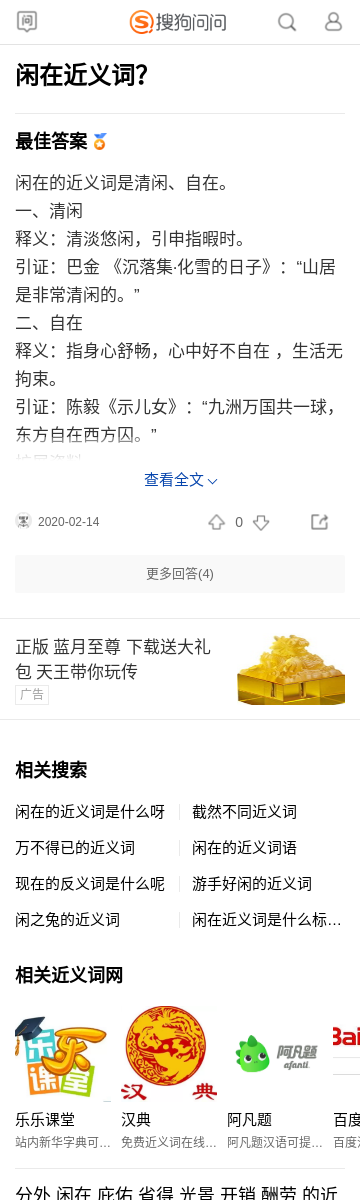 问
搜狗问问
闲在近义词？
最佳答案
闲在的近义词是清闲、自在。
一、清闲
释义：清淡悠闲，引申指暇时。
引证：巴金 《沉落集·化雪的日子》：“山居
是非常清闲的。”
二、自在
释义：指身心舒畅，心中好不自在 ，生活无
拘束。
引证：陈毅《示儿女》：“九洲万国共一球，
东方自在西方囚。”
查看全文
2020-02-14
0
更多回答(4)
正版 蓝月至尊 下载送大礼
包 天王带你玩传
广告
相关搜索
闲在的近义词是什么呀
截然不同近义词
万不得已的近义词
闲在的近义词语
现在的反义词是什么呢
游手好闲的近义词
闲之兔的近义词
闲在近义词是什么标…
相关近义词网
乐乐课堂
汉典
阿凡题
afanti
Bai
乐乐课堂
汉典
阿凡题
百度
站内新华字典可…
免费近义词在线…
阿凡题汉语可提…
百度
分外 闲在 庇佑 省得 光景 开销 酬劳 的近